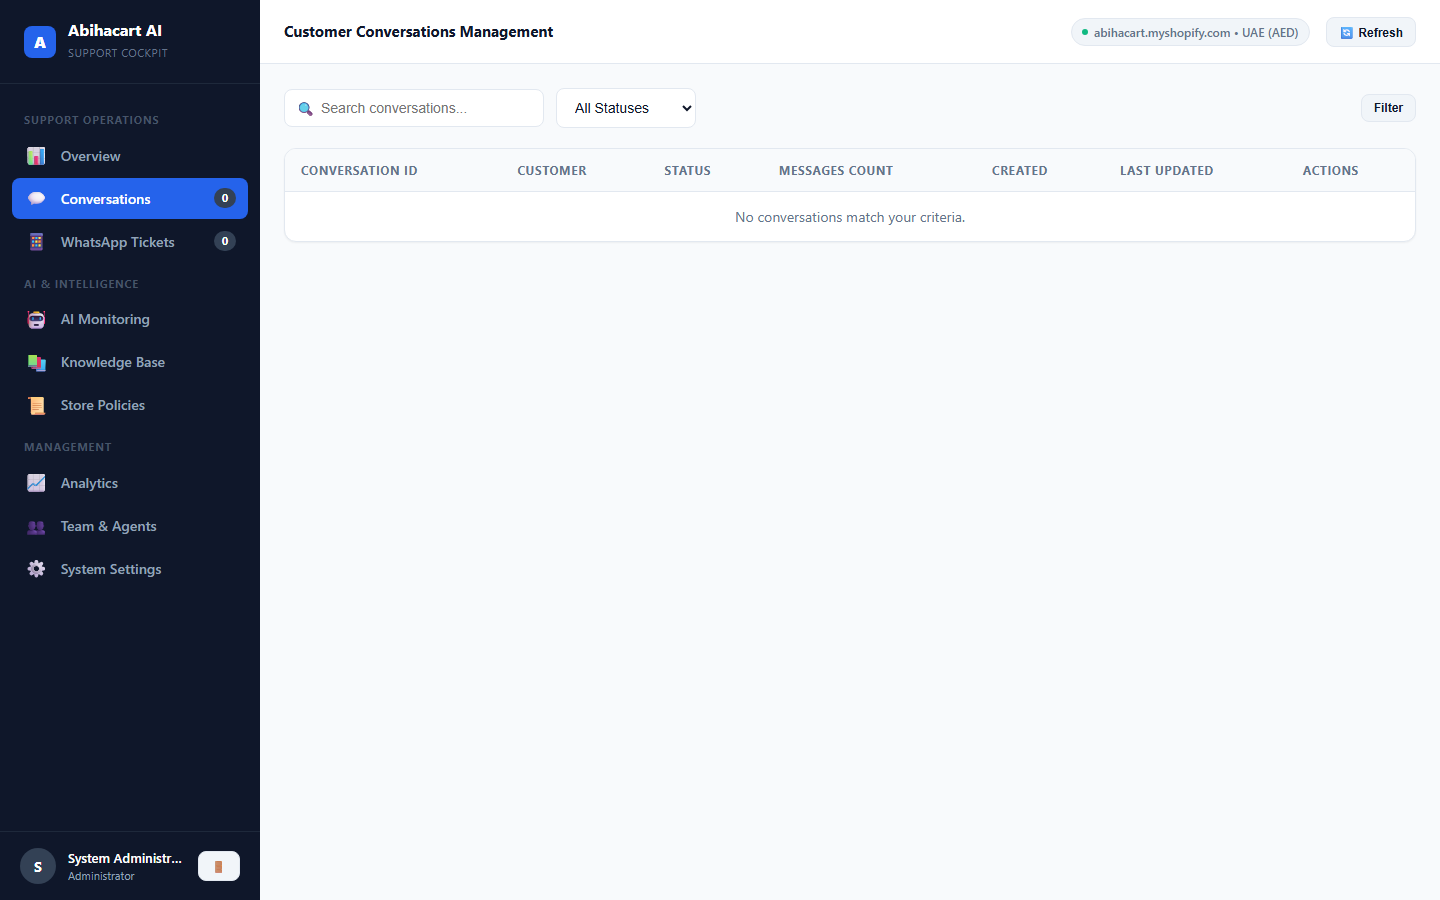 A
Abihacart AI
SUPPORT COCKPIT
SUPPORT OPERATIONS
Overview
Conversations 0
WhatsApp Tickets 0
AI & INTELLIGENCE
AI Monitoring
Knowledge Base
Store Policies
MANAGEMENT
Analytics
Team & Agents
System Settings
S
System Administr...
Administrator
Customer Conversations Management
abihacart.myshopify.com • UAE (AED)
Refresh
Search conversations...
All Statuses
Filter
CONVERSATION ID CUSTOMER STATUS MESSAGES COUNT CREATED LAST UPDATED ACTIONS
No conversations match your criteria.